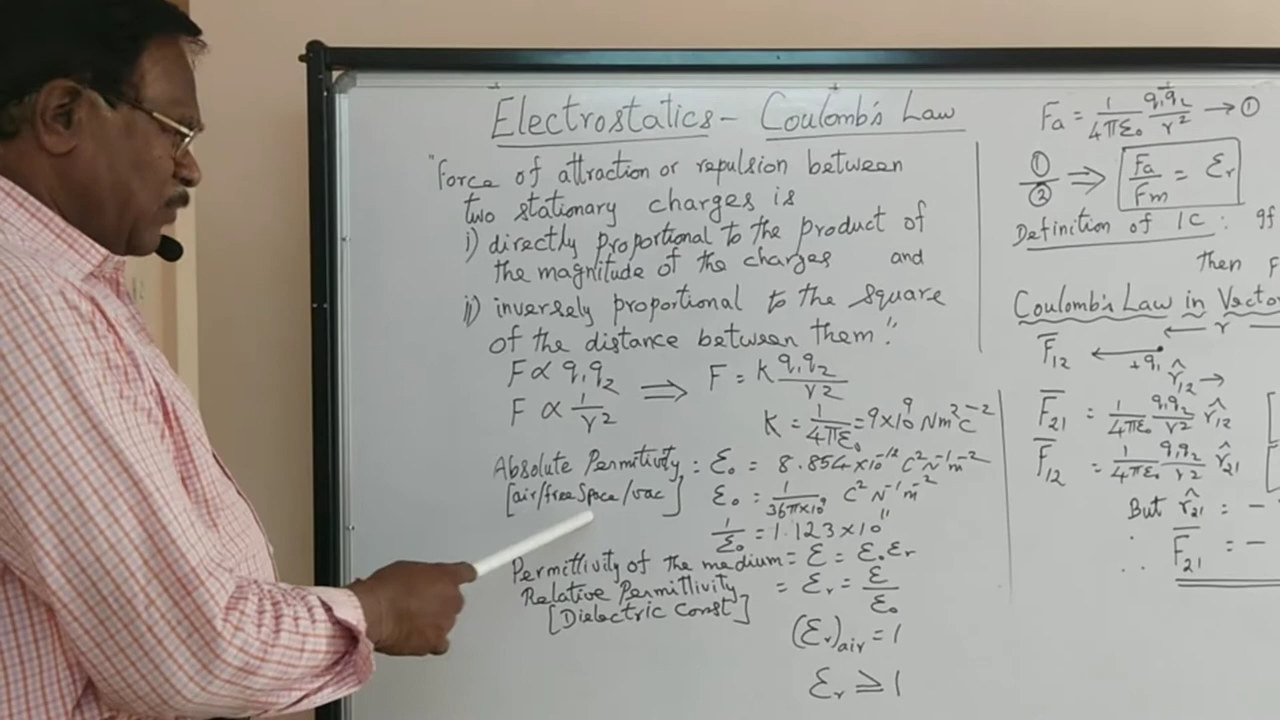 Electrostatics - Coulomb's Law
"Force of attraction or repulsion between
two stationary charges is
i) directly proportional to the product of
the magnitude of the charges and
ii) inversely proportional to the square
of the distance between them".
F ∝ q₁q₂
F ∝ 1/r²
⟹ F = K q₁q₂/r²
K = 1/4πε₀ = 9×10⁹ Nm²C⁻²
Absolute Permitivity : ε₀ = 8.854×10⁻¹² C²N⁻¹m⁻²
[air/free Space/vac] ε₀ = 1/36π×10⁹ C²N⁻¹m⁻²
1/ε₀ = 1.123×10¹¹
Permittivity of the medium = ε = ε₀εr
Relative Permittivity = εr = ε/ε₀
[Dielectric Const]
(εr)air = 1
εr ≥ 1
Fa = 1/4πε₀ q₁q₂/r² → ①
①/② ⟹ Fa/Fm = εr
Definition of 1C :
then F
Coulomb's Law in Vector
← r
F̅₁₂ ← +q₁
r̂₁₂ →
F̅₂₁ = 1/4πε₀ q₁q₂/r² r̂₁₂
F̅₁₂ = 1/4πε₀ q₁q₂/r² r̂₂₁
But r̂₂₁ = -
∴ F̅₂₁ = -